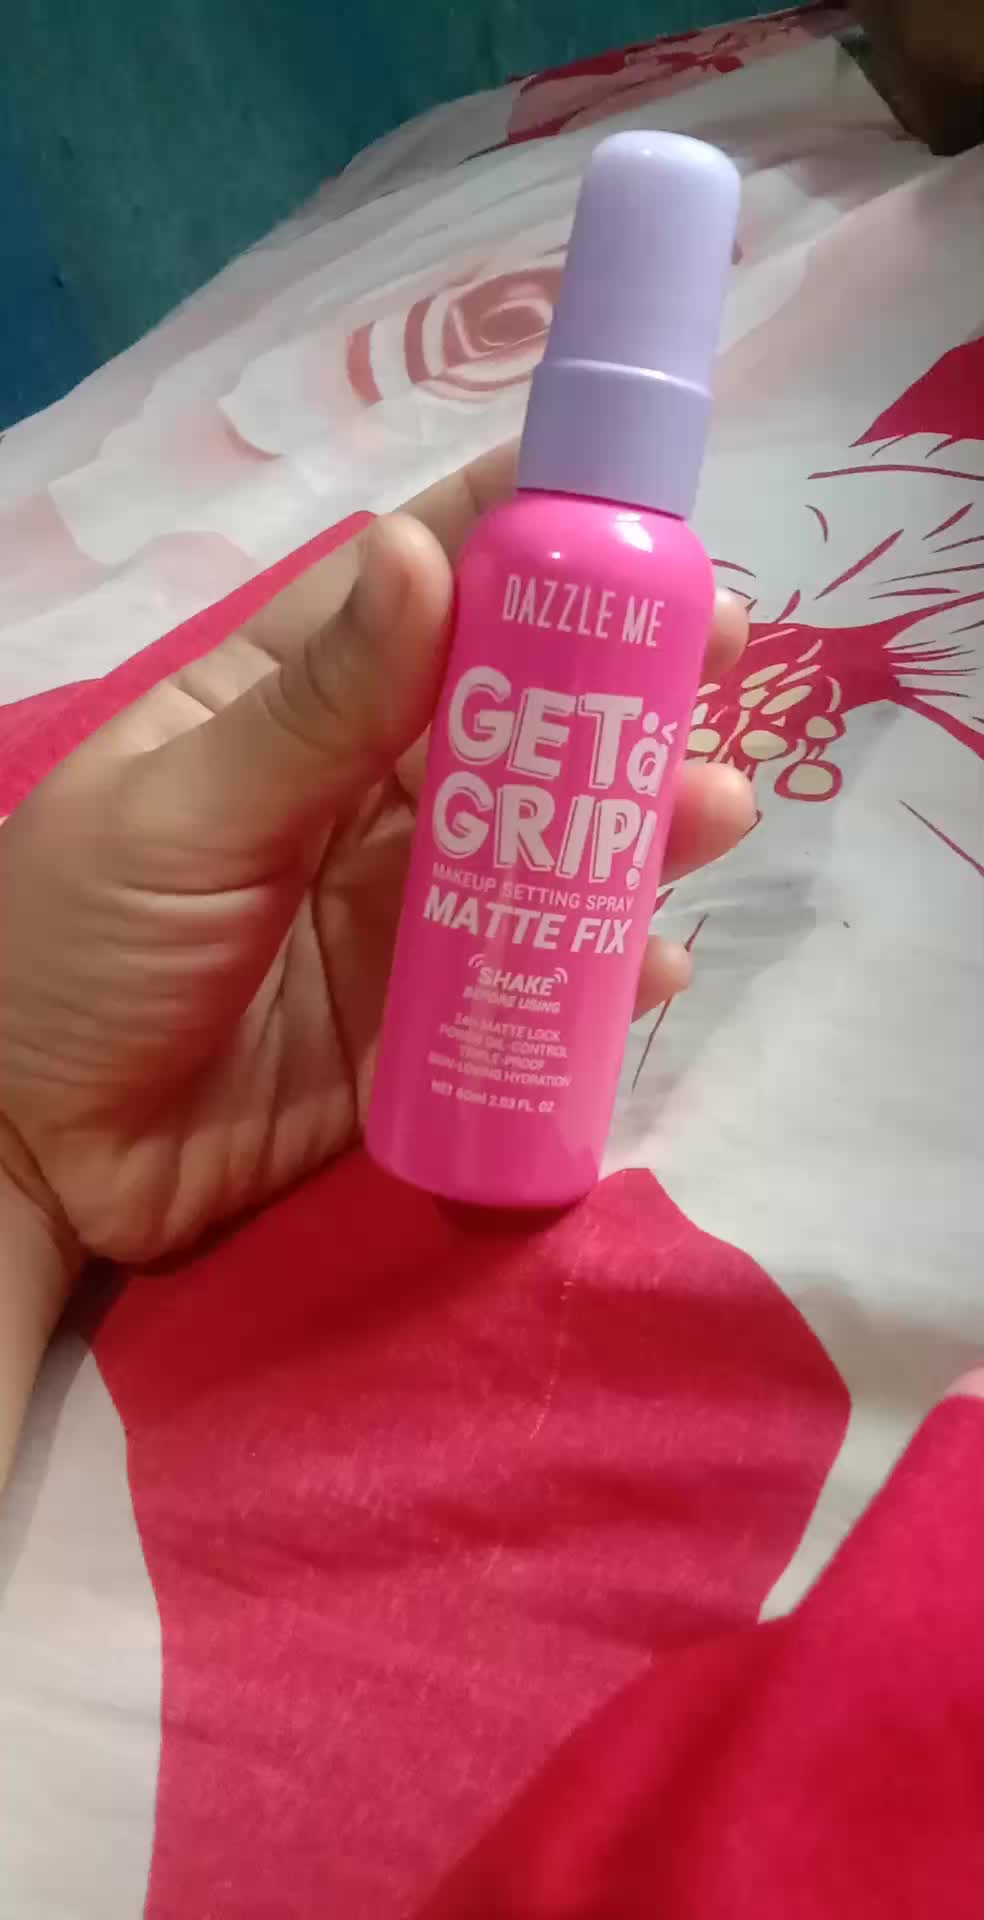 DAZZLE ME
GETa
GRIP!
MAKEUP SETTING SPRAY
MATTE FIX
SHAKE
BEFORE USING
24H MATTE LOCK
POWER OIL-CONTROL
TRIPLE-PROOF
SKIN-LOVING HYDRATION
NET 60ml 2.03 FL. OZ.